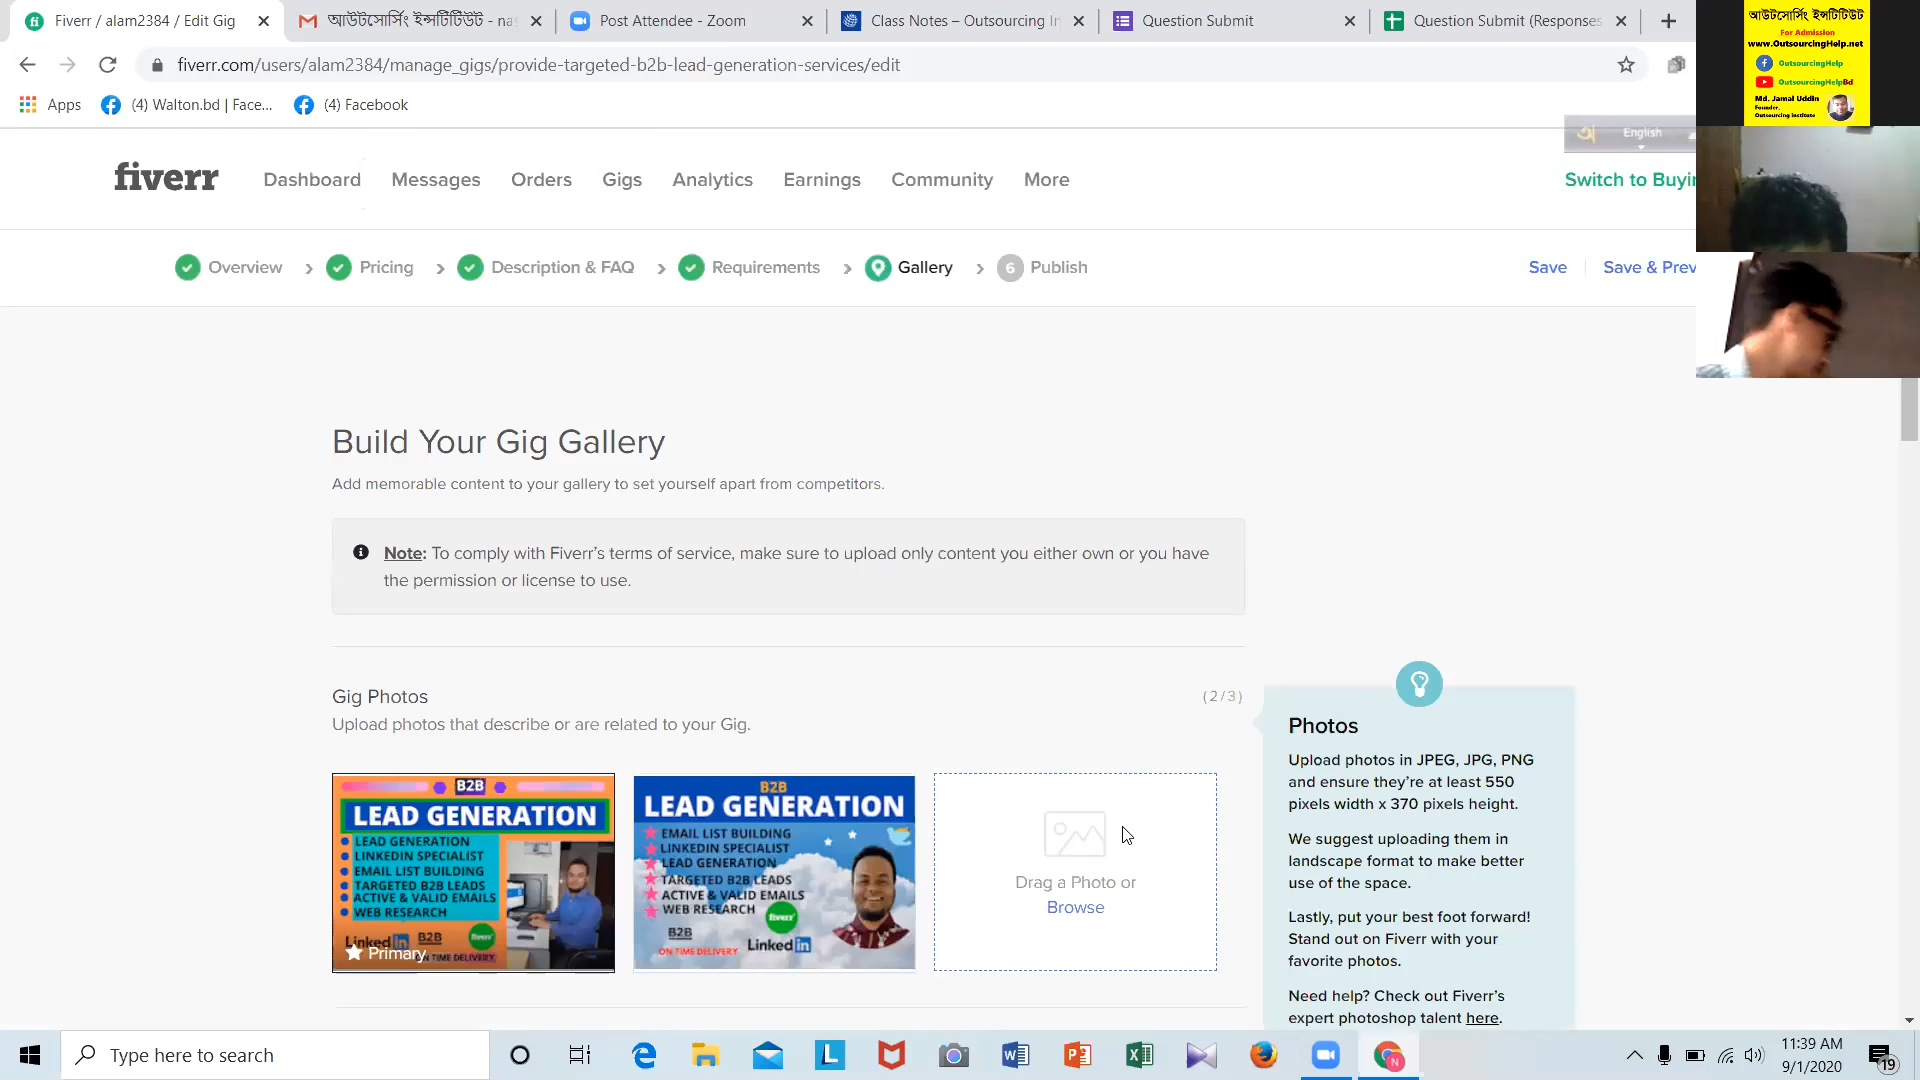 Fiverr / alam2384 / Edit Gig
আউটসোর্সিং ইন্সটিটিউট - nas
Post Attendee - Zoom
Class Notes – Outsourcing In
Question Submit
Question Submit (Responses
fiverr.com/users/alam2384/manage_gigs/provide-targeted-b2b-lead-generation-services/edit
Apps
(4) Walton.bd | Face...
(4) Facebook
আউটসোর্সিং ইন্সটিটিউট
For Admission
www.OutsourcingHelp.net
OutsourcingHelp
OutsourcingHelpBd
Md. Jamal Uddin
Founder,
Outsourcing Institute
অ
English
fiverr
Dashboard
Messages
Orders
Gigs
Analytics
Earnings
Community
More
Switch to Buyin
Overview
Pricing
Description & FAQ
Requirements
Gallery
6
Publish
Save
Save & Prev
Build Your Gig Gallery
Add memorable content to your gallery to set yourself apart from competitors.
Note: To comply with Fiverr's terms of service, make sure to upload only content you either own or you have
the permission or license to use.
Gig Photos
(2/3)
Upload photos that describe or are related to your Gig.
B2B
LEAD GENERATION
LEAD GENERATION
LINKEDIN SPECIALIST
EMAIL LIST BUILDING
TARGETED B2B LEADS
ACTIVE & VALID EMAILS
WEB RESEARCH
Linked in
B2B
fiverr
Primary
ON TIME DELIVERY
B2B
LEAD GENERATION
EMAIL LIST BUILDING
LINKEDIN SPECIALIST
LEAD GENERATION
TARGETED B2B LEADS
ACTIVE & VALID EMAILS
WEB RESEARCH
fiverr
B2B
ON TIME DELIVERY
Linked in
Drag a Photo or
Browse
Photos
Upload photos in JPEG, JPG, PNG
and ensure they're at least 550
pixels width x 370 pixels height.
We suggest uploading them in
landscape format to make better
use of the space.
Lastly, put your best foot forward!
Stand out on Fiverr with your
favorite photos.
Need help? Check out Fiverr's
expert photoshop talent here.
Type here to search
11:39 AM
9/1/2020
19